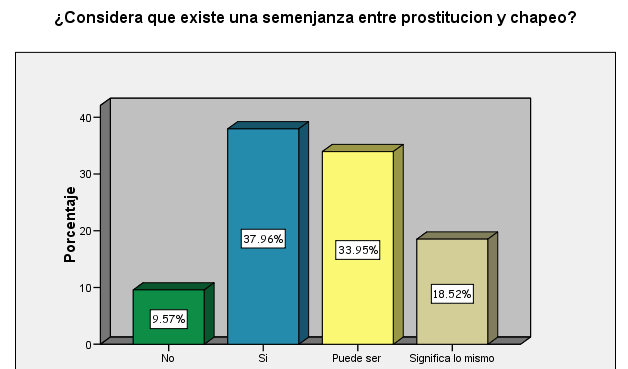 ¿Considera que existe una semenjanza entre prostitucion y chapeo?
40
30
20
10
0
Porcentaje
9.57%
37.96%
33.95%
18.52%
No
Si
Puede ser
Significa lo mismo